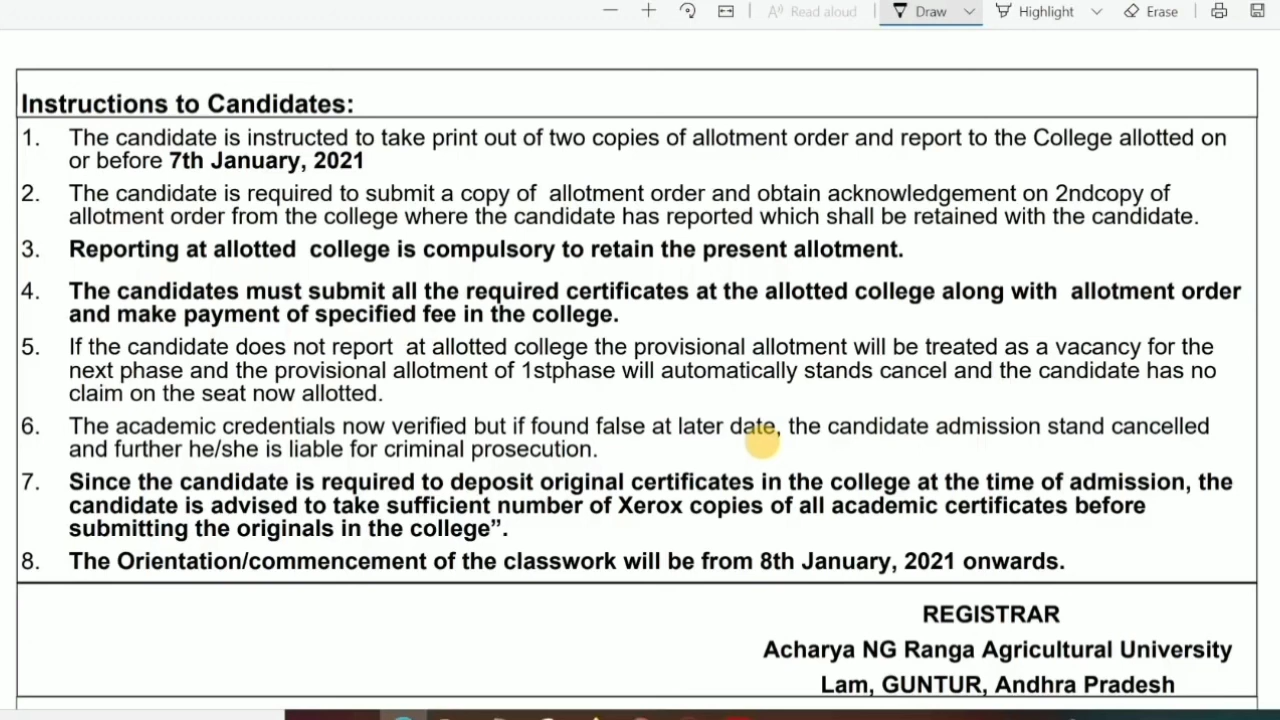 Read aloud Draw Highlight Erase
Instructions to Candidates:
1. The candidate is instructed to take print out of two copies of allotment order and report to the College allotted on
or before 7th January, 2021
2. The candidate is required to submit a copy of allotment order and obtain acknowledgement on 2ndcopy of
allotment order from the college where the candidate has reported which shall be retained with the candidate.
3. Reporting at allotted college is compulsory to retain the present allotment.
4. The candidates must submit all the required certificates at the allotted college along with allotment order
and make payment of specified fee in the college.
5. If the candidate does not report at allotted college the provisional allotment will be treated as a vacancy for the
next phase and the provisional allotment of 1stphase will automatically stands cancel and the candidate has no
claim on the seat now allotted.
6. The academic credentials now verified but if found false at later date, the candidate admission stand cancelled
and further he/she is liable for criminal prosecution.
7. Since the candidate is required to deposit original certificates in the college at the time of admission, the
candidate is advised to take sufficient number of Xerox copies of all academic certificates before
submitting the originals in the college”.
8. The Orientation/commencement of the classwork will be from 8th January, 2021 onwards.
REGISTRAR
Acharya NG Ranga Agricultural University
Lam, GUNTUR, Andhra Pradesh